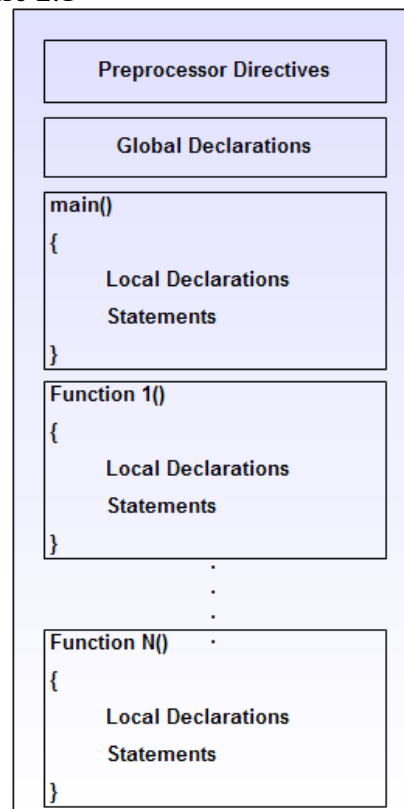 Preprocessor Directives
Global Declarations
main()
{
Local Declarations
Statements
}
Function 1()
{
Local Declarations
Statements
}
.
.
.
.
Function N()
{
Local Declarations
Statements
}